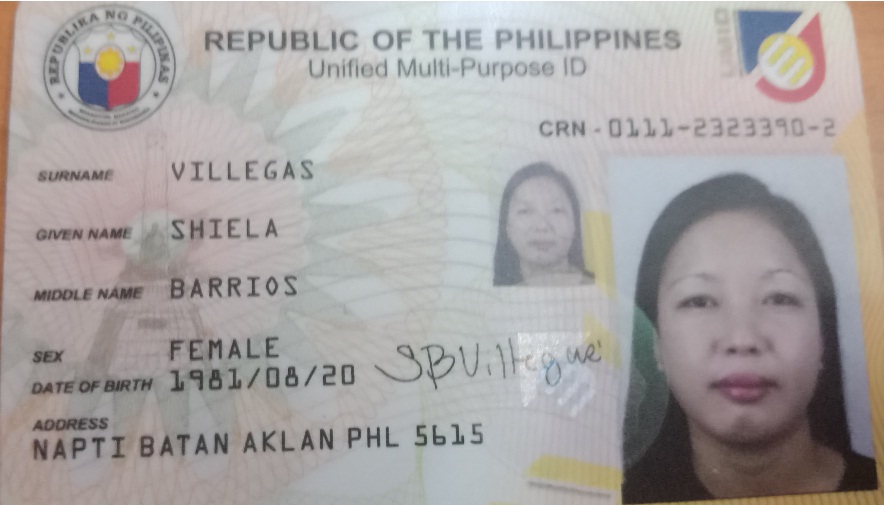 REPUBLIKA NG PILIPINAS
REPUBLIC OF THE PHILIPPINES
Unified Multi-Purpose ID
UMID
CRN - 0111-2323390-2
SURNAME VILLEGAS
GIVEN NAME SHIELA
MIDDLE NAME BARRIOS
SEX FEMALE
DATE OF BIRTH 1981/08/20
SBVillegas
ADDRESS
NAPTI BATAN AKLAN PHL 5615